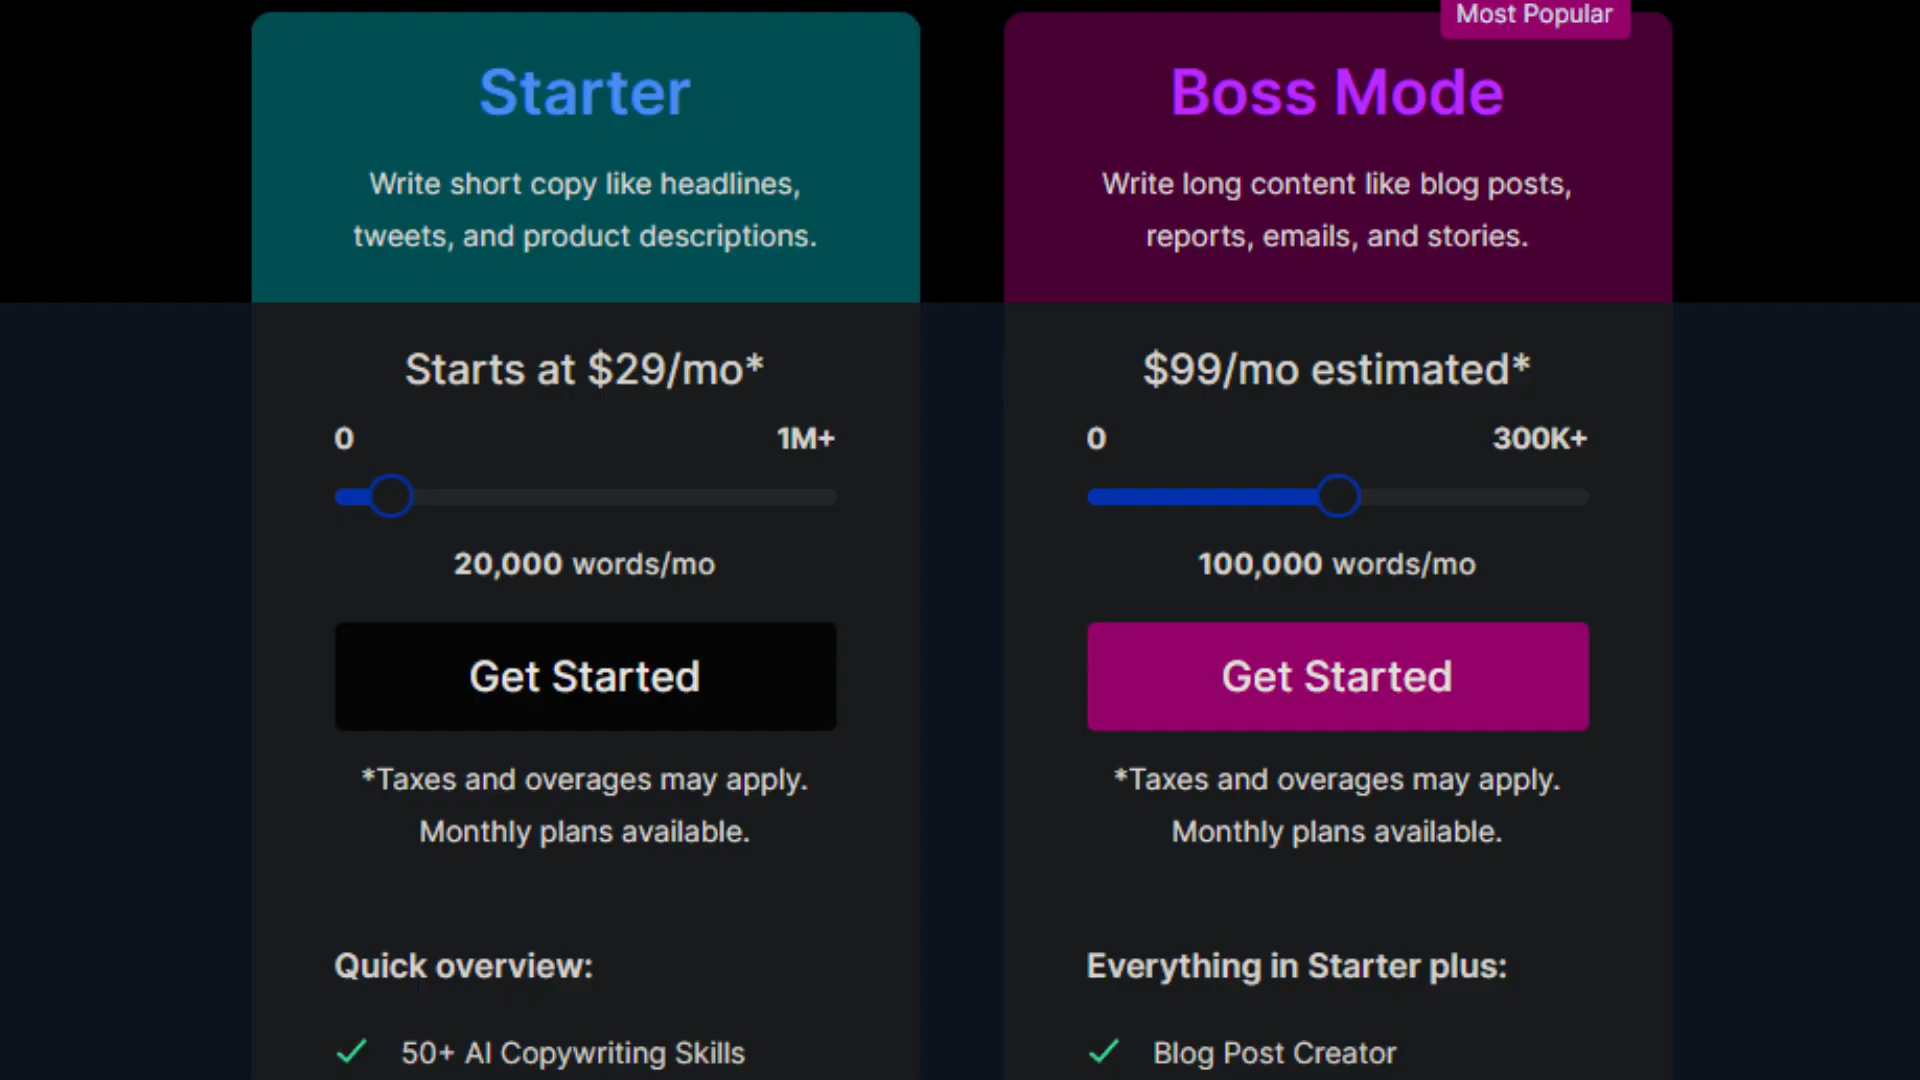 Starter
Write short copy like headlines,
tweets, and product descriptions.
Starts at $29/mo*
0 1M+
20,000 words/mo
Get Started
*Taxes and overages may apply.
Monthly plans available.
Quick overview:
50+ AI Copywriting Skills
Most Popular
Boss Mode
Write long content like blog posts,
reports, emails, and stories.
$99/mo estimated*
0 300K+
100,000 words/mo
Get Started
*Taxes and overages may apply.
Monthly plans available.
Everything in Starter plus:
Blog Post Creator